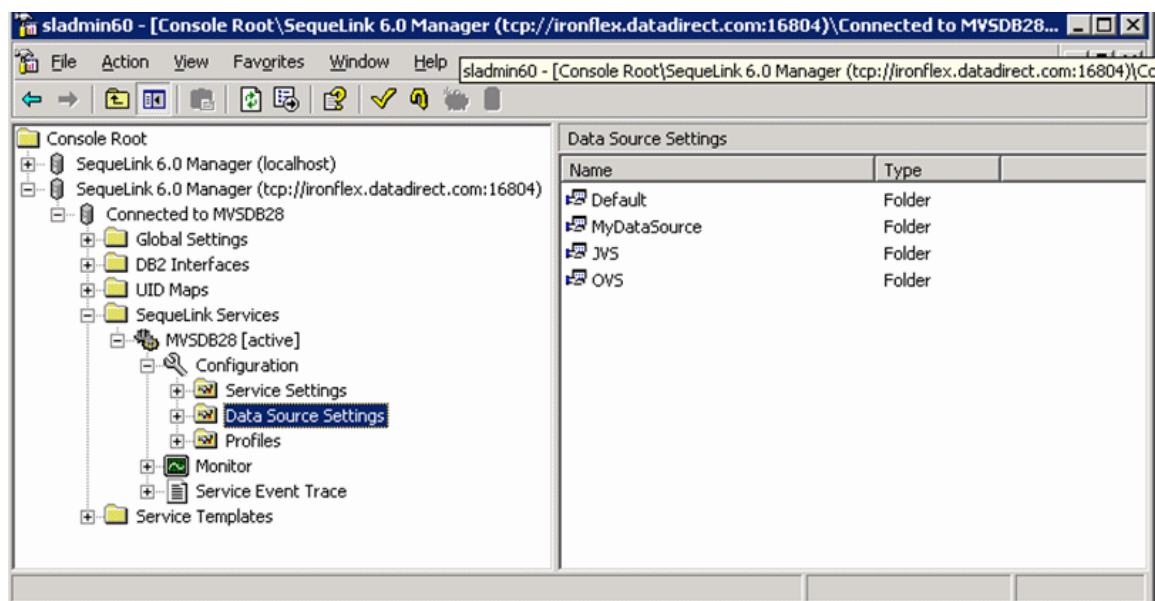 sladmin60 - [Console Root\SequeLink 6.0 Manager (tcp://ironflex.datadirect.com:16804)\Connected to MVSDB28...
File Action View Favorites Window Help
sladmin60 - [Console Root\SequeLink 6.0 Manager (tcp://ironflex.datadirect.com:16804)\Co
Console Root
SequeLink 6.0 Manager (localhost)
SequeLink 6.0 Manager (tcp://ironflex.datadirect.com:16804)
Connected to MVSDB28
Global Settings
DB2 Interfaces
UID Maps
SequeLink Services
MVSDB28 [active]
Configuration
Service Settings
Data Source Settings
Profiles
Monitor
Service Event Trace
Service Templates
Data Source Settings
Name Type
Default Folder
MyDataSource Folder
JVS Folder
OVS Folder